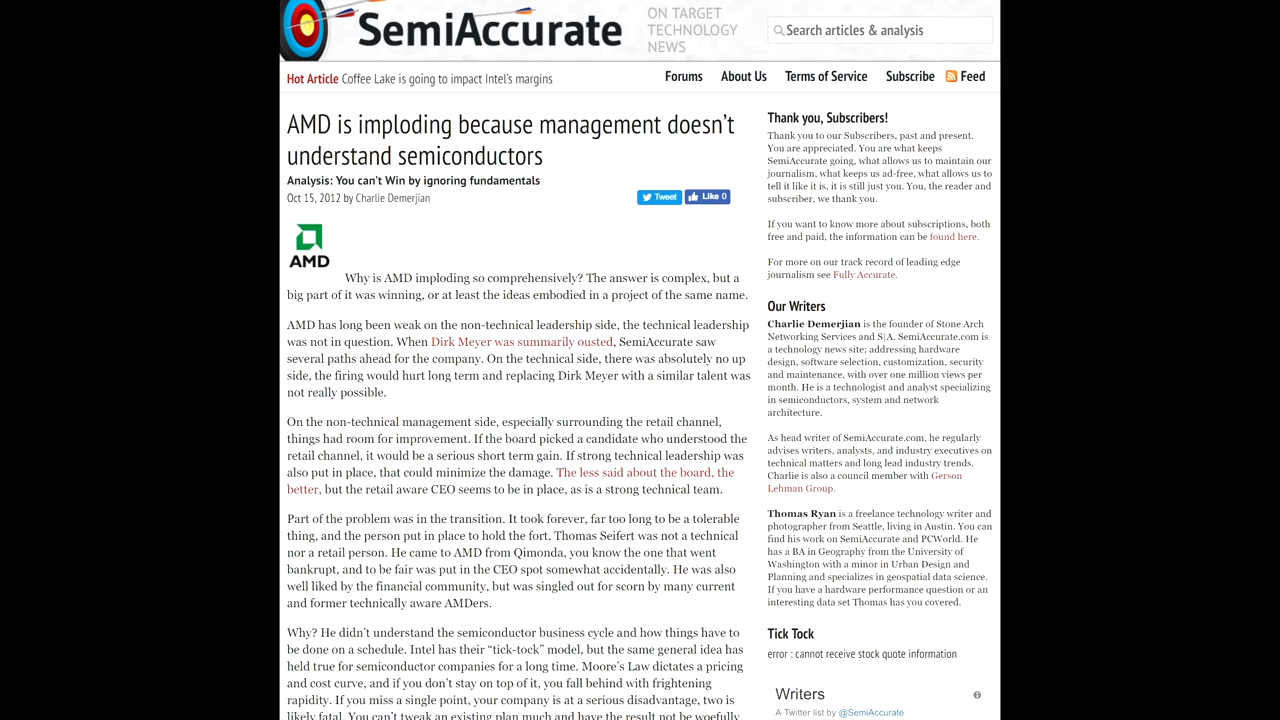 SemiAccurate
ON TARGET
TECHNOLOGY
NEWS
Search articles & analysis
Hot Article Coffee Lake is going to impact Intel's margins
Forums About Us Terms of Service Subscribe Feed
AMD is imploding because management doesn't
understand semiconductors
Analysis: You can't Win by ignoring fundamentals
Oct 15, 2012 by Charlie Demerjian
Tweet Like 0
AMD
Why is AMD imploding so comprehensively? The answer is complex, but a
big part of it was winning, or at least the ideas embodied in a project of the same name.
AMD has long been weak on the non-technical leadership side, the technical leadership
was not in question. When Dirk Meyer was summarily ousted, SemiAccurate saw
several paths ahead for the company. On the technical side, there was absolutely no up
side, the firing would hurt long term and replacing Dirk Meyer with a similar talent was
not really possible.
On the non-technical management side, especially surrounding the retail channel,
things had room for improvement. If the board picked a candidate who understood the
retail channel, it would be a serious short term gain. If strong technical leadership was
also put in place, that could minimize the damage. The less said about the board, the
better, but the retail aware CEO seems to be in place, as is a strong technical team.
Part of the problem was in the transition. It took forever, far too long to be a tolerable
thing, and the person put in place to hold the fort, Thomas Seifert was not a technical
nor a retail person. He came to AMD from Qimonda, you know the one that went
bankrupt, and to be fair was put in the CEO spot somewhat accidentally. He was also
well liked by the financial community, but was singled out for scorn by many current
and former technically aware AMDers.
Why? He didn't understand the semiconductor business cycle and how things have to
be done on a schedule. Intel has their "tick-tock" model, but the same general idea has
held true for semiconductor companies for a long time. Moore's Law dictates a pricing
and cost curve, and if you don't stay on top of it, you fall behind with frightening
rapidity. If you miss a single point, your company is at a serious disadvantage, two is
likely fatal. You can't tweak an existing plan much and have the result not be woefully
Thank you, Subscribers!
Thank you to our Subscribers, past and present.
You are appreciated. You are what keeps
SemiAccurate going, what allows us to maintain our
journalism, what keeps us ad-free, what allows us to
tell it like it is, it is still just you. You, the reader and
subscriber, we thank you.
If you want to know more about subscriptions, both
free and paid, the information can be found here.
For more on our track record of leading edge
journalism see Fully Accurate.
Our Writers
Charlie Demerjian is the founder of Stone Arch
Networking Services and S|A. SemiAccurate.com is
a technology news site; addressing hardware
design, software selection, customization, security
and maintenance, with over one million views per
month. He is a technologist and analyst specializing
in semiconductors, system and network
architecture.
As head writer of SemiAccurate.com, he regularly
advises writers, analysts, and industry executives on
technical matters and long lead industry trends.
Charlie is also a council member with Gerson
Lehman Group.
Thomas Ryan is a freelance technology writer and
photographer from Seattle, living in Austin. You can
find his work on SemiAccurate and PCWorld. He
has a BA in Geography from the University of
Washington with a minor in Urban Design and
Planning and specializes in geospatial data science.
If you have a hardware performance question or an
interesting data set Thomas has you covered.
Tick Tock
error : cannot receive stock quote information
Writers
A Twitter list by @SemiAccurate